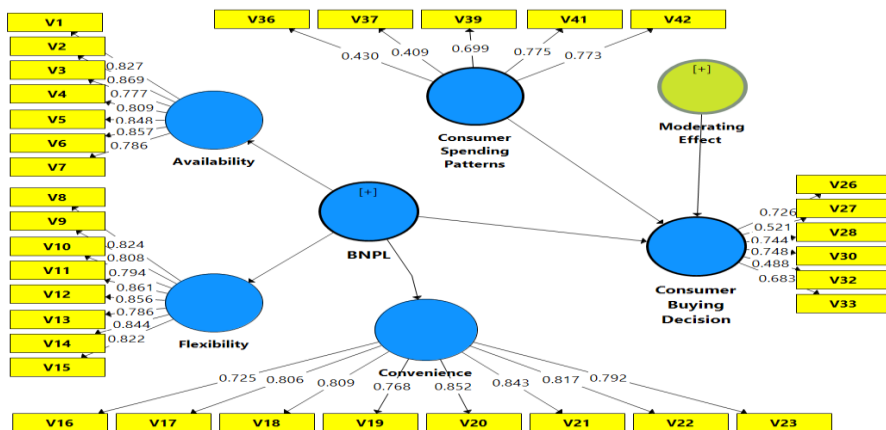 V1
V2
V3
V4
V5
V6
V7
0.827
0.869
0.777
0.809
0.848
0.857
0.786
Availability
V36
V37
V39
V41
V42
0.430
0.409
0.699
0.775
0.773
Consumer
Spending
Patterns
[+]
Moderating
Effect
V8
V9
V10
V11
V12
V13
V14
V15
0.824
0.808
0.794
0.861
0.856
0.786
0.844
0.822
Flexibility
[+]
BNPL
V26
V27
V28
V30
V32
V33
0.726
0.521
0.744
0.748
0.488
0.683
Consumer
Buying
Decision
Convenience
0.725
0.806
0.809
0.768
0.852
0.843
0.817
0.792
V16
V17
V18
V19
V20
V21
V22
V23